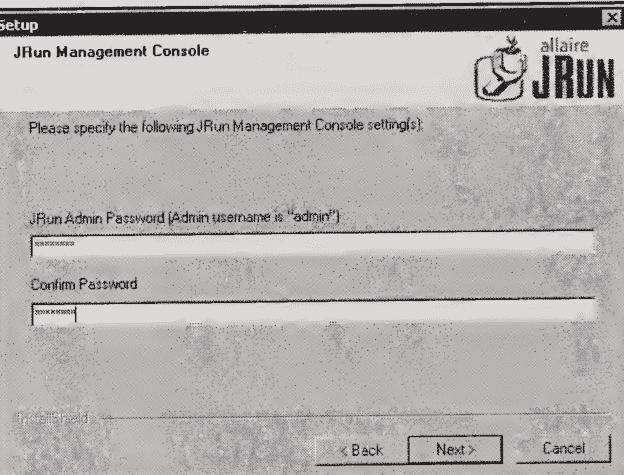 Setup
JRun Management Console
allaire
JRUN
Please specify the following JRun Management Console setting(s):
JRun Admin Password (Admin username is "admin")
********
Confirm Password
********
InstallShield
< Back
Next >
Cancel